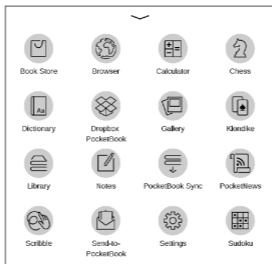 Book Store Browser Calculator Chess
Dictionary Dropbox Gallery Klondike
PocketBook
Library Notes PocketBook Sync PocketNews
Scribble Send-to- Settings Sudoku
PocketBook